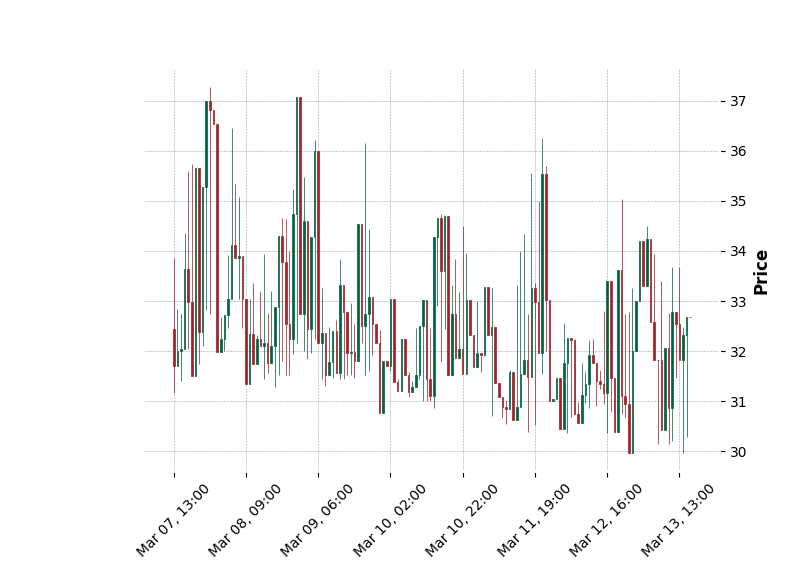 37
36
35
34
33
32
31
30
Price
Mar 07, 13:00
Mar 08, 09:00
Mar 09, 06:00
Mar 10, 02:00
Mar 10, 22:00
Mar 11, 19:00
Mar 12, 16:00
Mar 13, 13:00